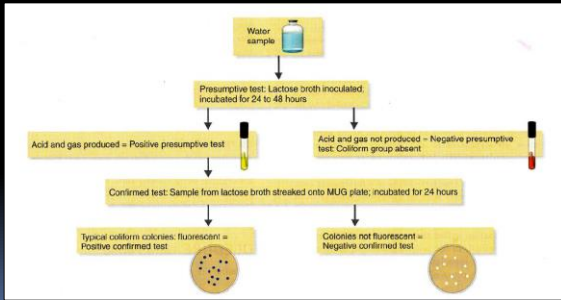 Water
sample
Presumptive test: Lactose broth inoculated;
incubated for 24 to 48 hours
Acid and gas produced = Positive presumptive test
Acid and gas not produced – Negative presumptive
test: Coliform group absent
Confirmed test: Sample from lactose broth streaked onto MUG plate; incubated for 24 hours
Typical coliform colonies: fluorescent =
Positive confirmed test
Colonies not fluorescent =
Negative confirmed test